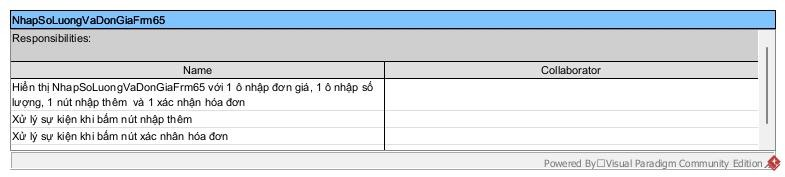 NhapSoLuongVaDonGiaFrm65
Responsibilities:
Name
Collaborator
Hiển thị NhapSoLuongVaDonGiaFrm65 với 1 ô nhập đơn giá, 1 ô nhập số
lượng, 1 nút nhập thêm và 1 xác nhận hóa đơn
Xử lý sự kiện khi bấm nút nhập thêm
Xử lý sự kiện khi bấm nút xác nhân hóa đơn
Powered By□Visual Paradigm Community Edition